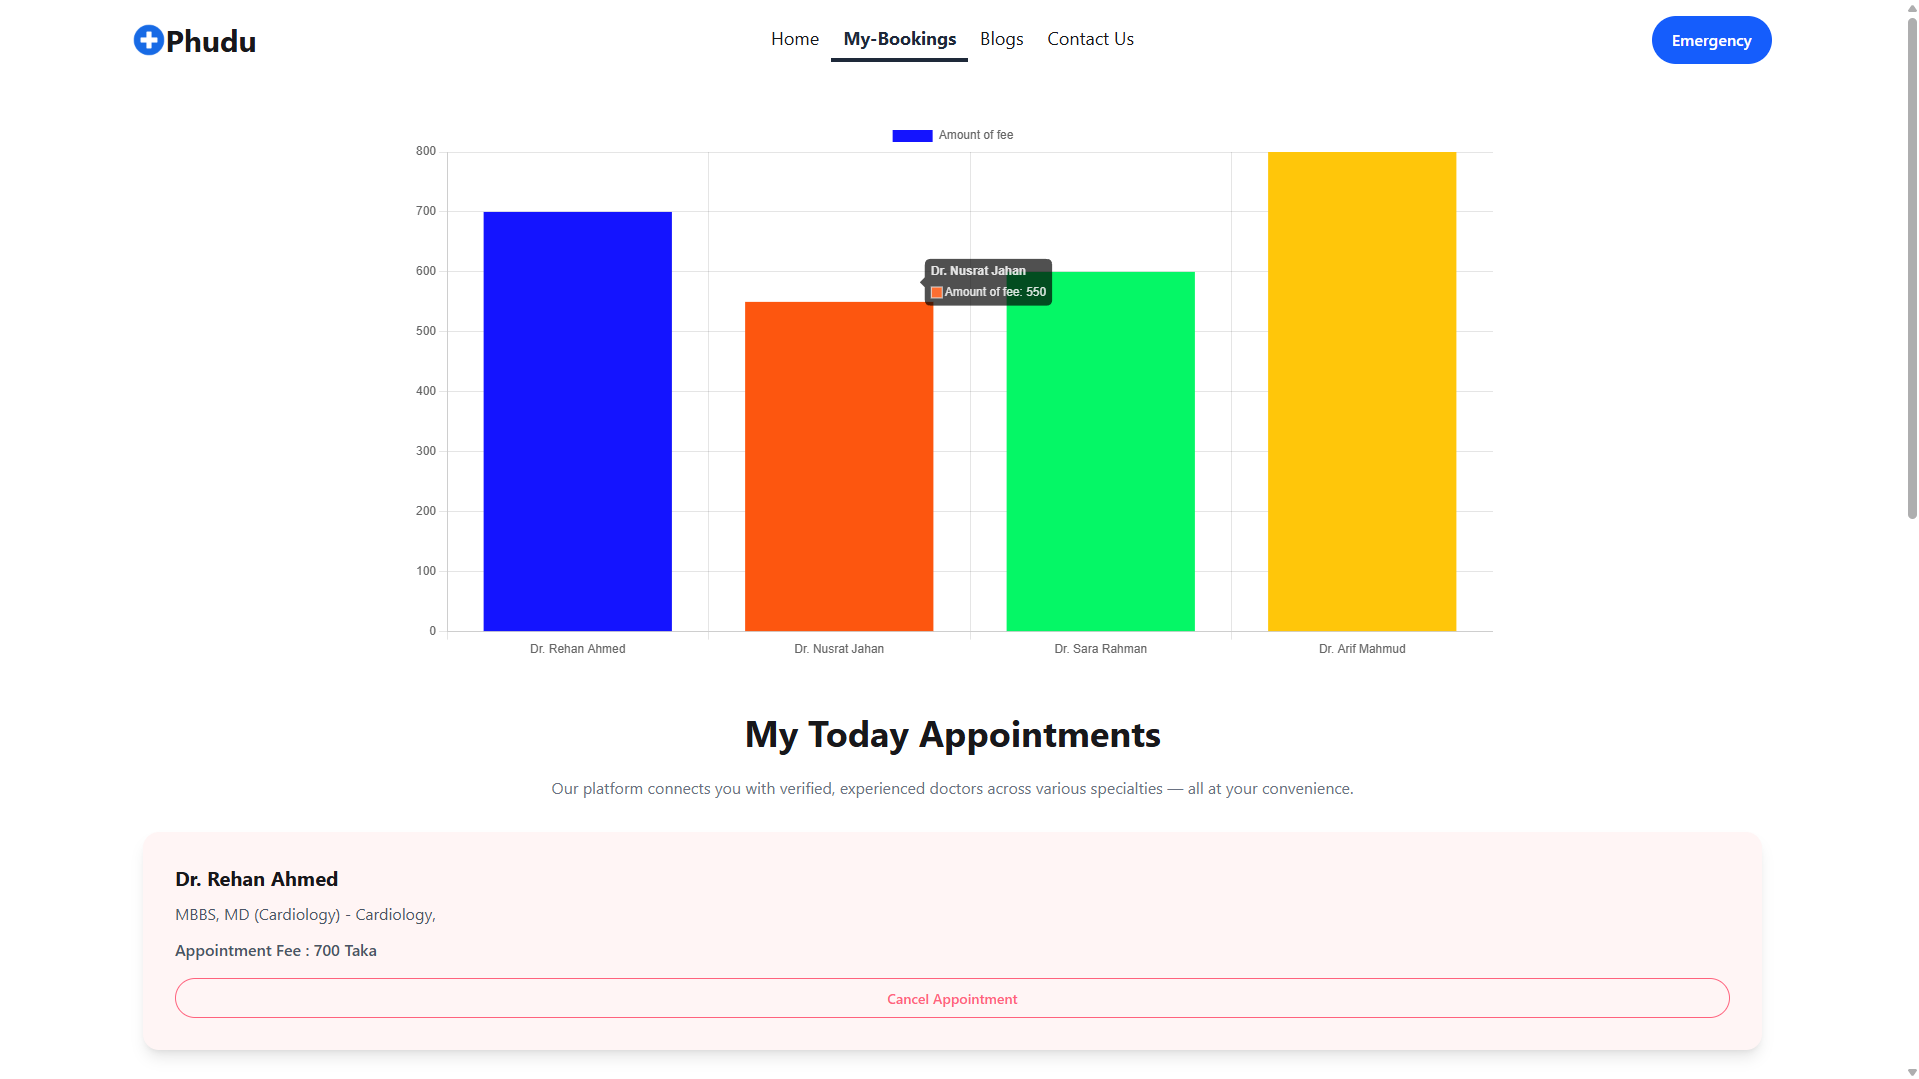 Phudu
Home My-Bookings Blogs Contact Us
Emergency
Amount of fee
800
700
600
500
400
300
200
100
0
Dr. Nusrat Jahan
Amount of fee: 550
Dr. Rehan Ahmed Dr. Nusrat Jahan Dr. Sara Rahman Dr. Arif Mahmud
My Today Appointments
Our platform connects you with verified, experienced doctors across various specialties — all at your convenience.
Dr. Rehan Ahmed
MBBS, MD (Cardiology) - Cardiology,
Appointment Fee : 700 Taka
Cancel Appointment